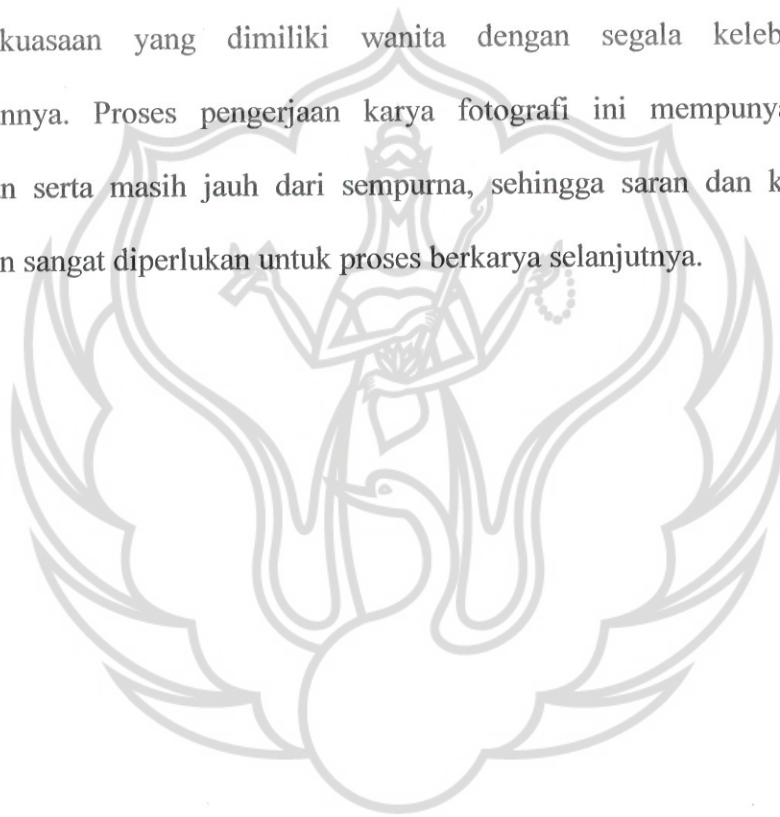 kuasaan yang dimiliki wanita dengan segala keleb
nnya. Proses pengerjaan karya fotografi ini mempunya
n serta masih jauh dari sempurna, sehingga saran dan k
n sangat diperlukan untuk proses berkarya selanjutnya.